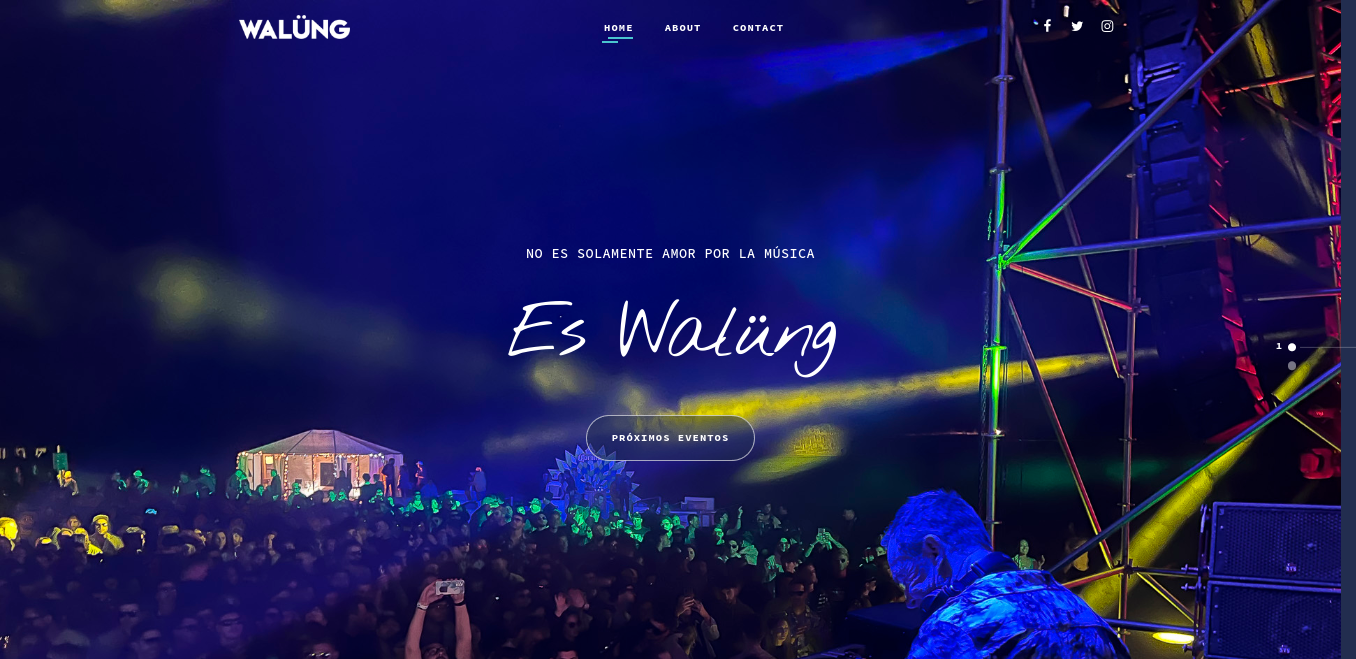 WALÜNG
HOME
ABOUT
CONTACT
NO ES SOLAMENTE AMOR POR LA MÚSICA
Es Walüng
1
PRÓXIMOS EVENTOS